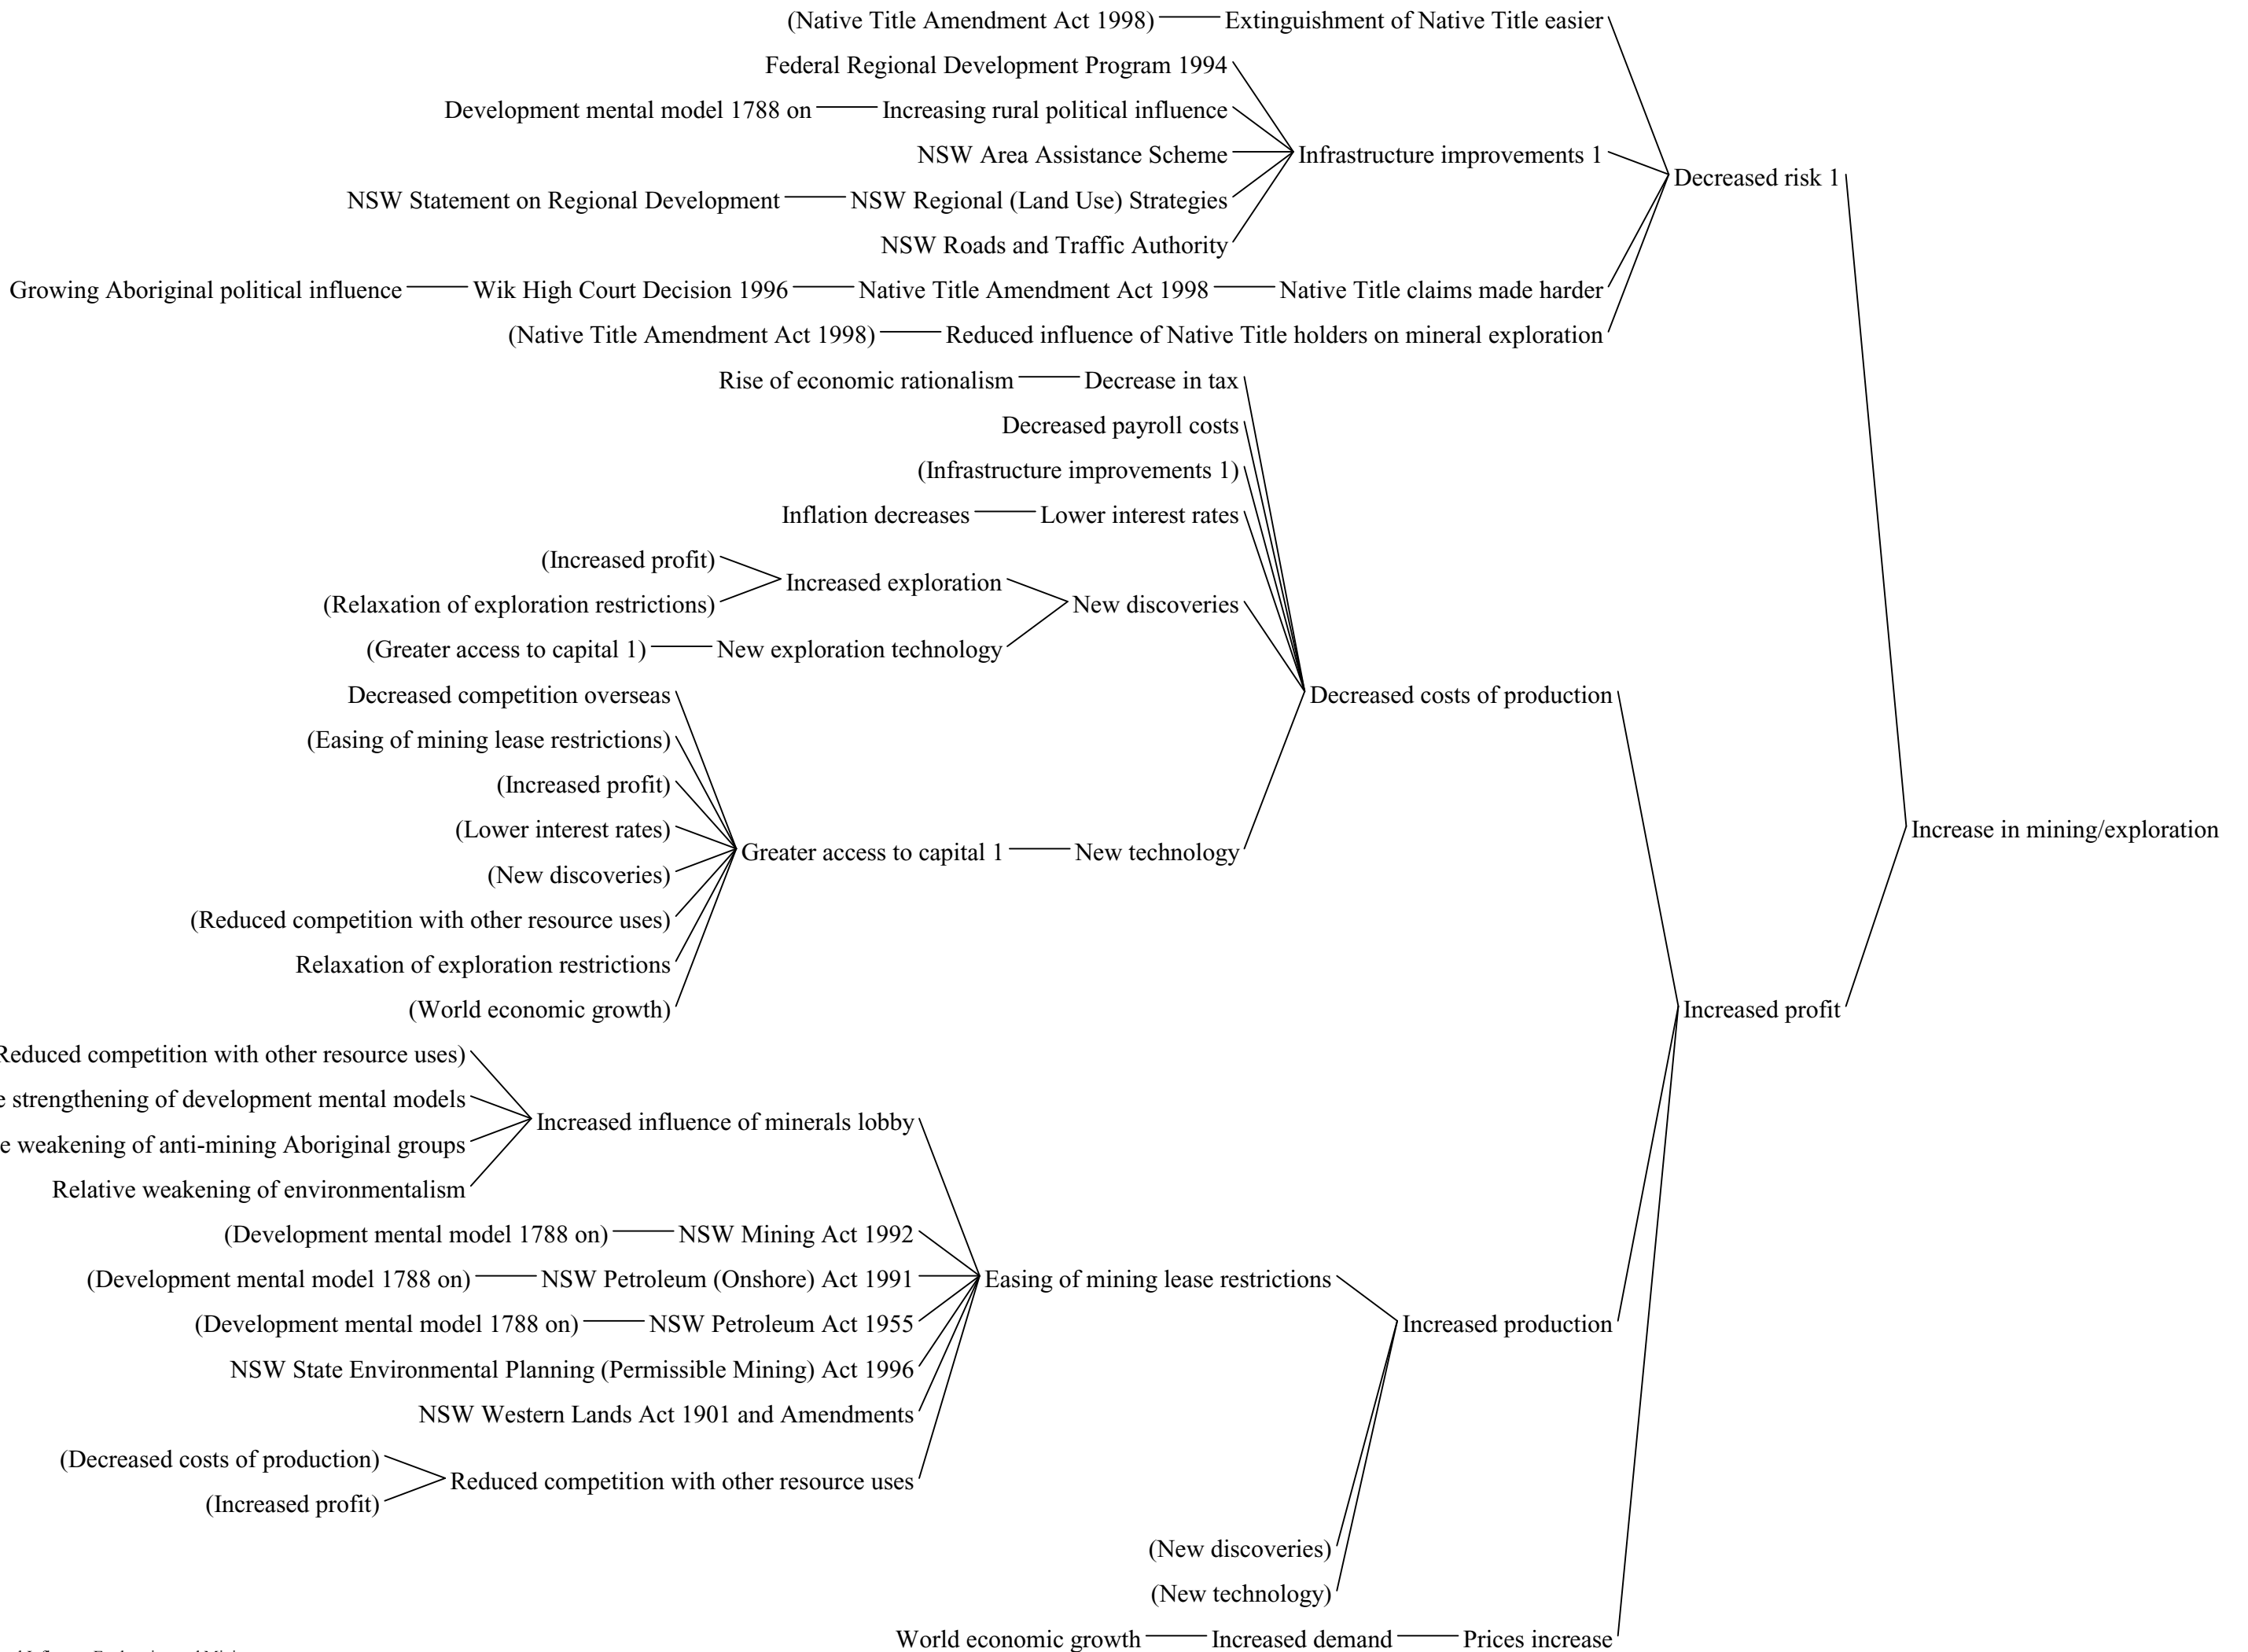 (Native Title Amendment Act 1998) Extinguishment of Native Title easier
Federal Regional Development Program 1994
Development mental model 1788 on Increasing rural political influence
NSW Area Assistance Scheme Infrastructure improvements 1
Decreased risk 1
NSW Statement on Regional Development NSW Regional (Land Use) Strategies
NSW Roads and Traffic Authority
Growing Aboriginal political influence Wik High Court Decision 1996 Native Title Amendment Act 1998 Native Title claims made harder
(Native Title Amendment Act 1998) Reduced influence of Native Title holders on mineral exploration
Rise of economic rationalism Decrease in tax
Decreased payroll costs
(Infrastructure improvements 1)
Inflation decreases Lower interest rates
(Increased profit)
Increased exploration
(Relaxation of exploration restrictions) New discoveries
(Greater access to capital 1) New exploration technology
Decreased competition overseas Decreased costs of production
(Easing of mining lease restrictions)
(Increased profit)
(Lower interest rates) Increase in mining/exploration
Greater access to capital 1 New technology
(New discoveries)
(Reduced competition with other resource uses)
Relaxation of exploration restrictions
(World economic growth) Increased profit
Reduced competition with other resource uses)
strengthening of development mental models
Increased influence of minerals lobby
weakening of anti-mining Aboriginal groups
Relative weakening of environmentalism
(Development mental model 1788 on) NSW Mining Act 1992
(Development mental model 1788 on) NSW Petroleum (Onshore) Act 1991 Easing of mining lease restrictions
(Development mental model 1788 on) NSW Petroleum Act 1955 Increased production
NSW State Environmental Planning (Permissible Mining) Act 1996
NSW Western Lands Act 1901 and Amendments
(Decreased costs of production)
Reduced competition with other resource uses
(Increased profit)
(New discoveries)
(New technology)
World economic growth Increased demand Prices increase